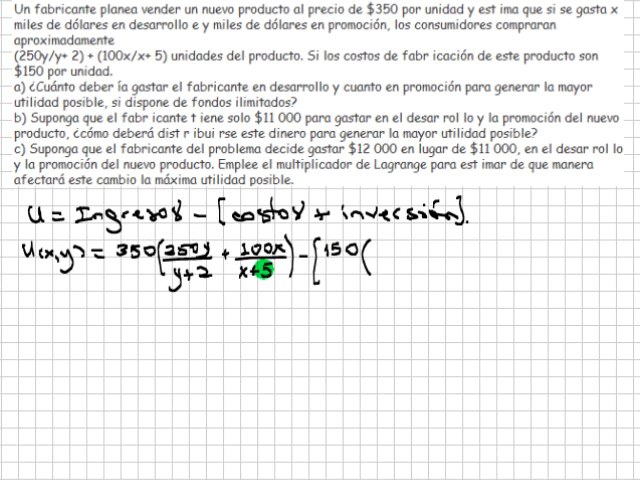 Un fabricante planea vender un nuevo producto al precio de $350 por unidad y est ima que si se gasta x
miles de dólares en desarrollo e y miles de dólares en promoción, los consumidores compraran
aproximadamente
(250y/y+ 2) + (100x/x+ 5) unidades del producto. Si los costos de fabr icación de este producto son
$150 por unidad.
a) ¿Cuánto deber ía gastar el fabricante en desarrollo y cuanto en promoción para generar la mayor
utilidad posible, si dispone de fondos ilimitados?
b) Suponga que el fabr icante t iene solo $11 000 para gastar en el desar rol lo y la promoción del nuevo
producto, ¿cómo deberá dist r ibui rse este dinero para generar la mayor utilidad posible?
c) Suponga que el fabricante del problema decide gastar $12 000 en lugar de $11 000, en el desar rol lo
y la promoción del nuevo producto. Emplee el multiplicador de Lagrange para est imar de que manera
afectará este cambio la máxima utilidad posible.
U = Ingresos - [costos + inversión].
U(x,y) = 350(250y/y+2 + 100x/x+5) - [150(